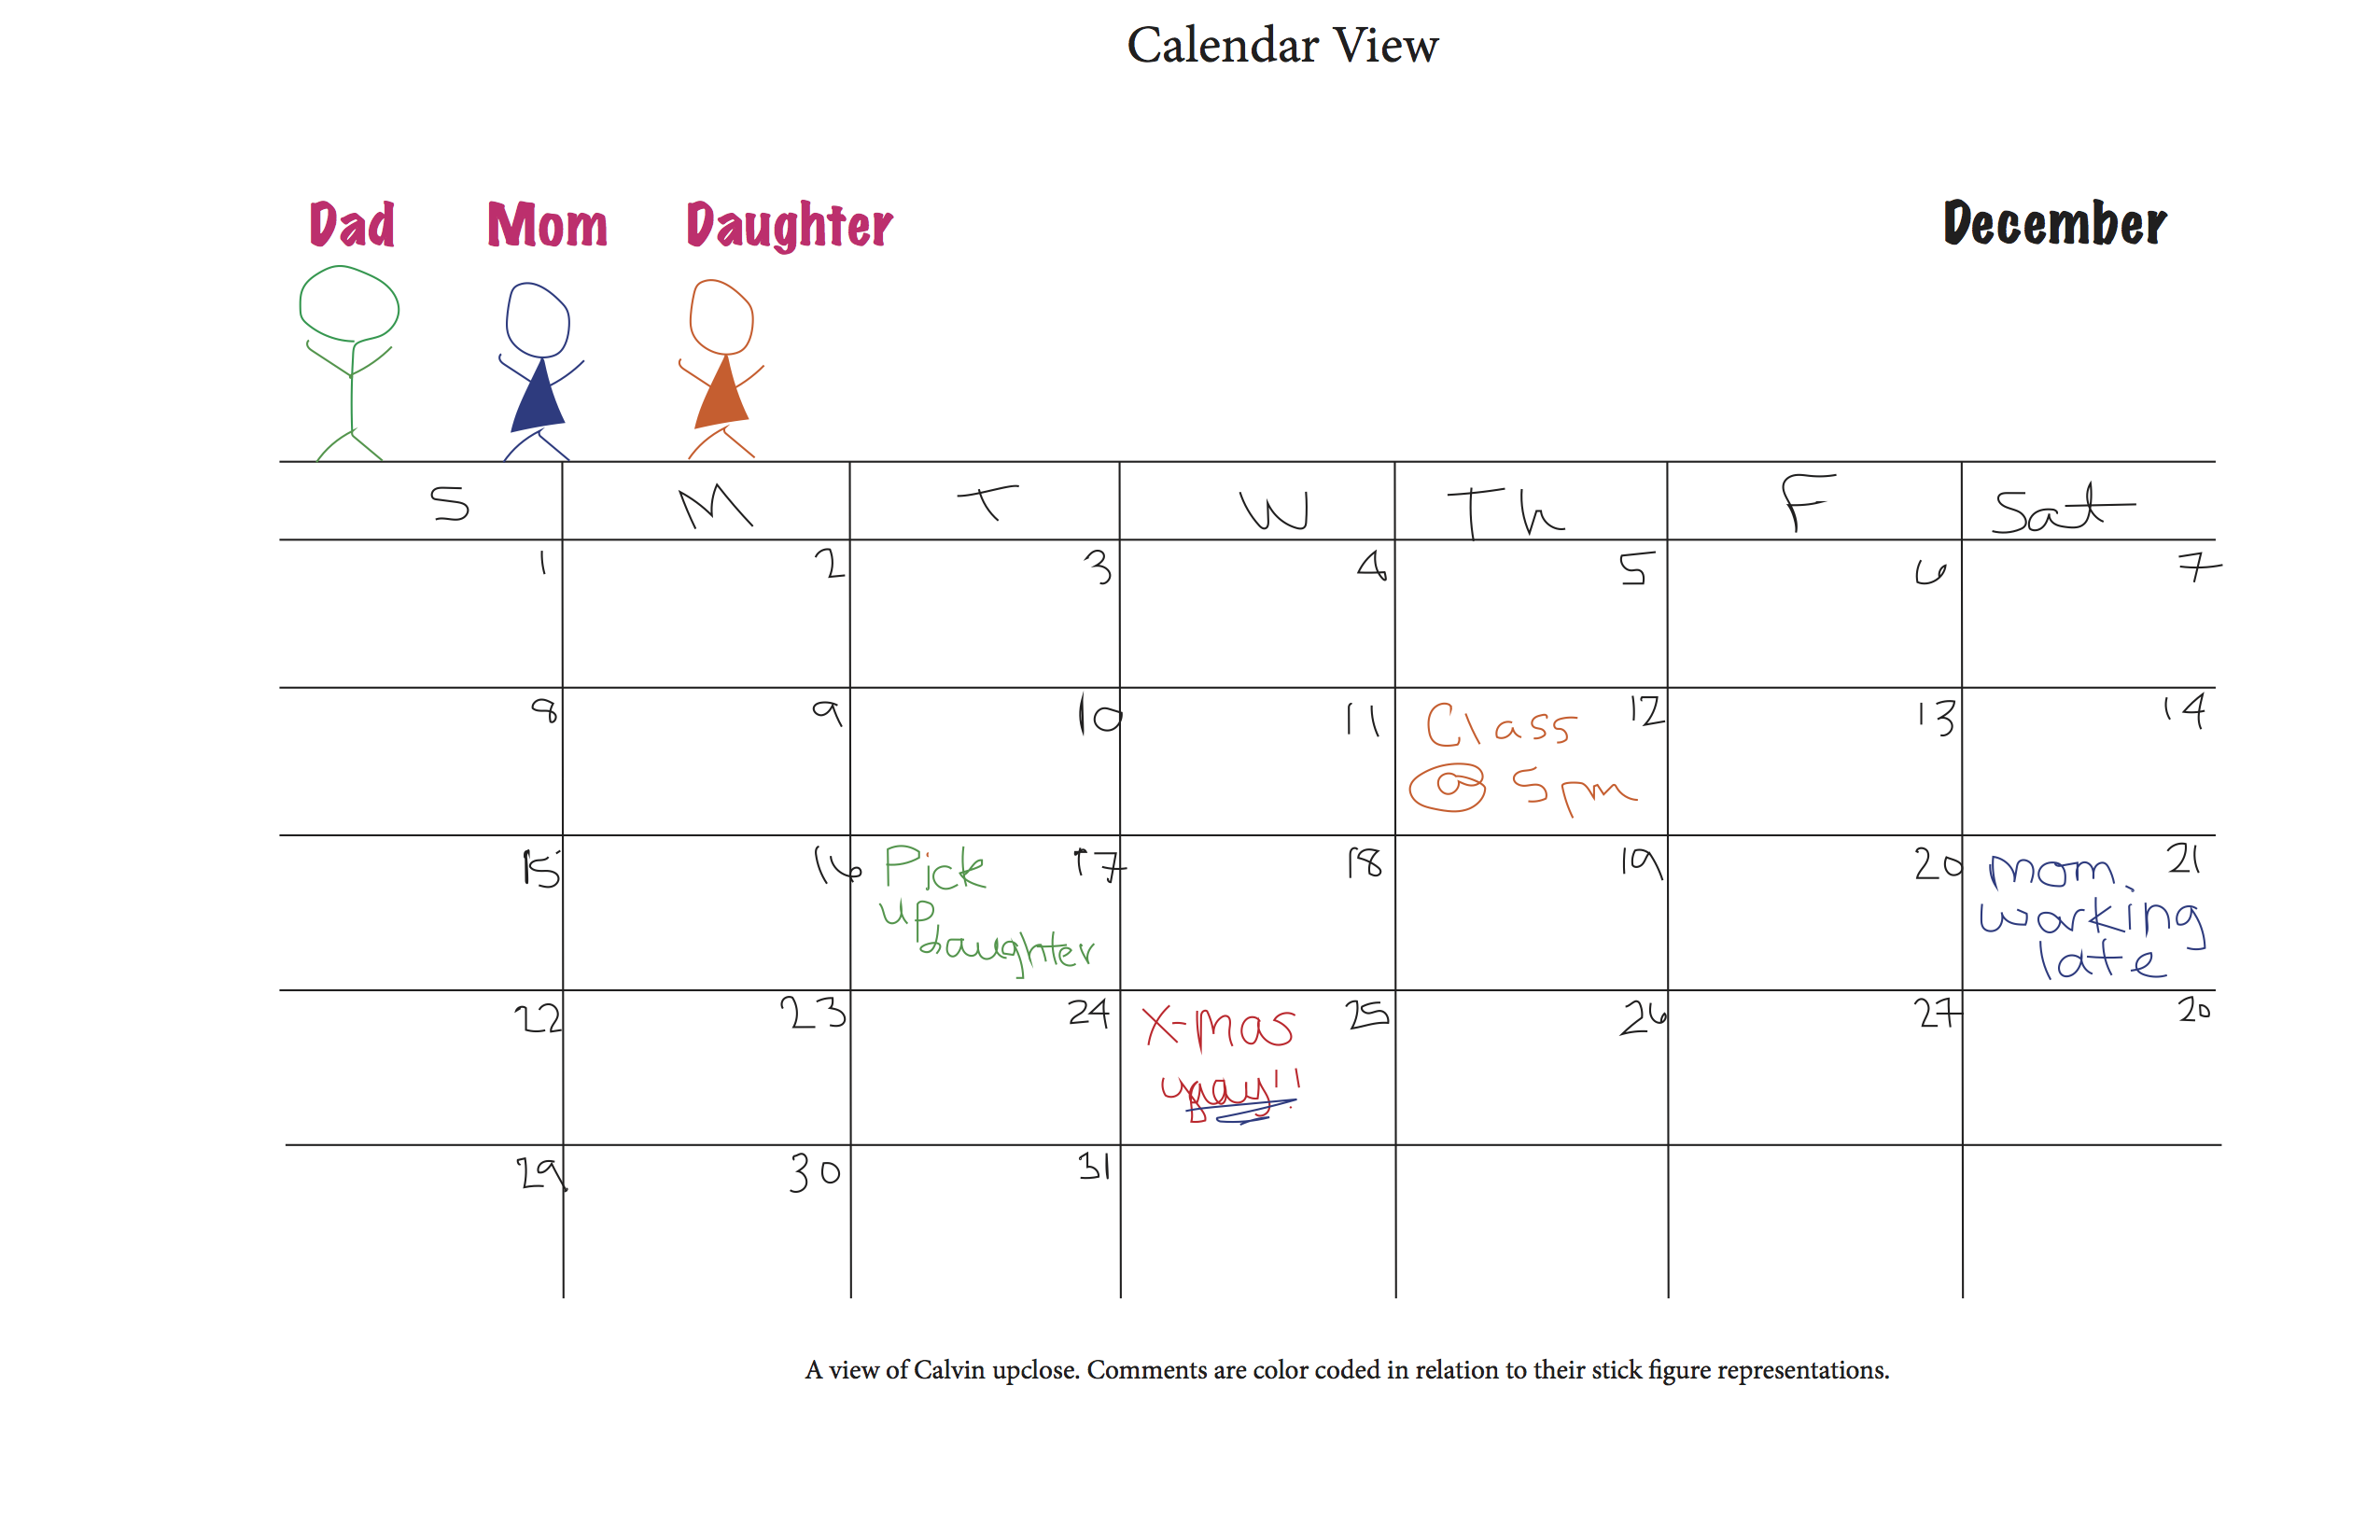 Calendar View
Dad Mom Daughter December
S M T W Th F Sat
1 2 3 4 5 6 7
8 9 10 11 12 13 14
Class
@ 5pm
15 16 17 18 19 20 21
Pick
up
daughter
mom
working
late
22 23 24 25 26 27 28
X-mas
yay!!
29 30 31
A view of Calvin upclose. Comments are color coded in relation to their stick figure representations.